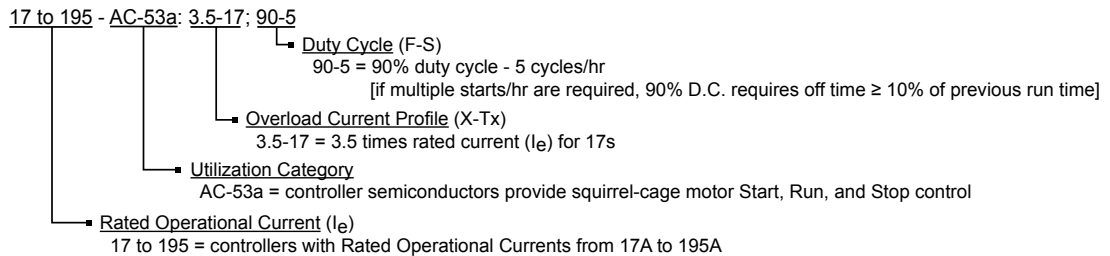 17 to 195 - AC-53a: 3.5-17; 90-5
Duty Cycle (F-S)
90-5 = 90% duty cycle - 5 cycles/hr
[if multiple starts/hr are required, 90% D.C. requires off time ≥ 10% of previous run time]
Overload Current Profile (X-Tx)
3.5-17 = 3.5 times rated current (Ie) for 17s
Utilization Category
AC-53a = controller semiconductors provide squirrel-cage motor Start, Run, and Stop control
Rated Operational Current (Ie)
17 to 195 = controllers with Rated Operational Currents from 17A to 195A